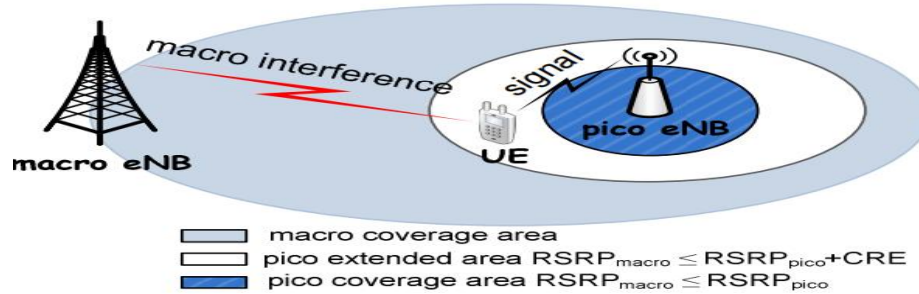 macro interference
signal
pico eNB
UE
macro eNB
macro coverage area
pico extended area RSRPmacro ≤ RSRPpico+CRE
pico coverage area RSRPmacro ≤ RSRPpico